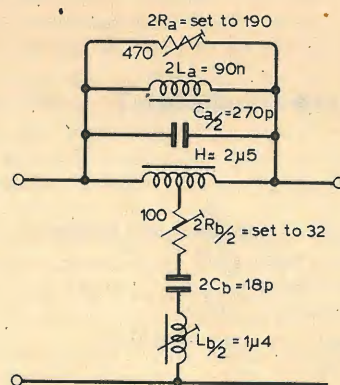 2Ra = set to 190
470
2La = 90n
Ca/2 = 270p
H = 2µ5
100
2Rb/2 = set to 32
2Cb = 18p
Lb/2 = 1µ4